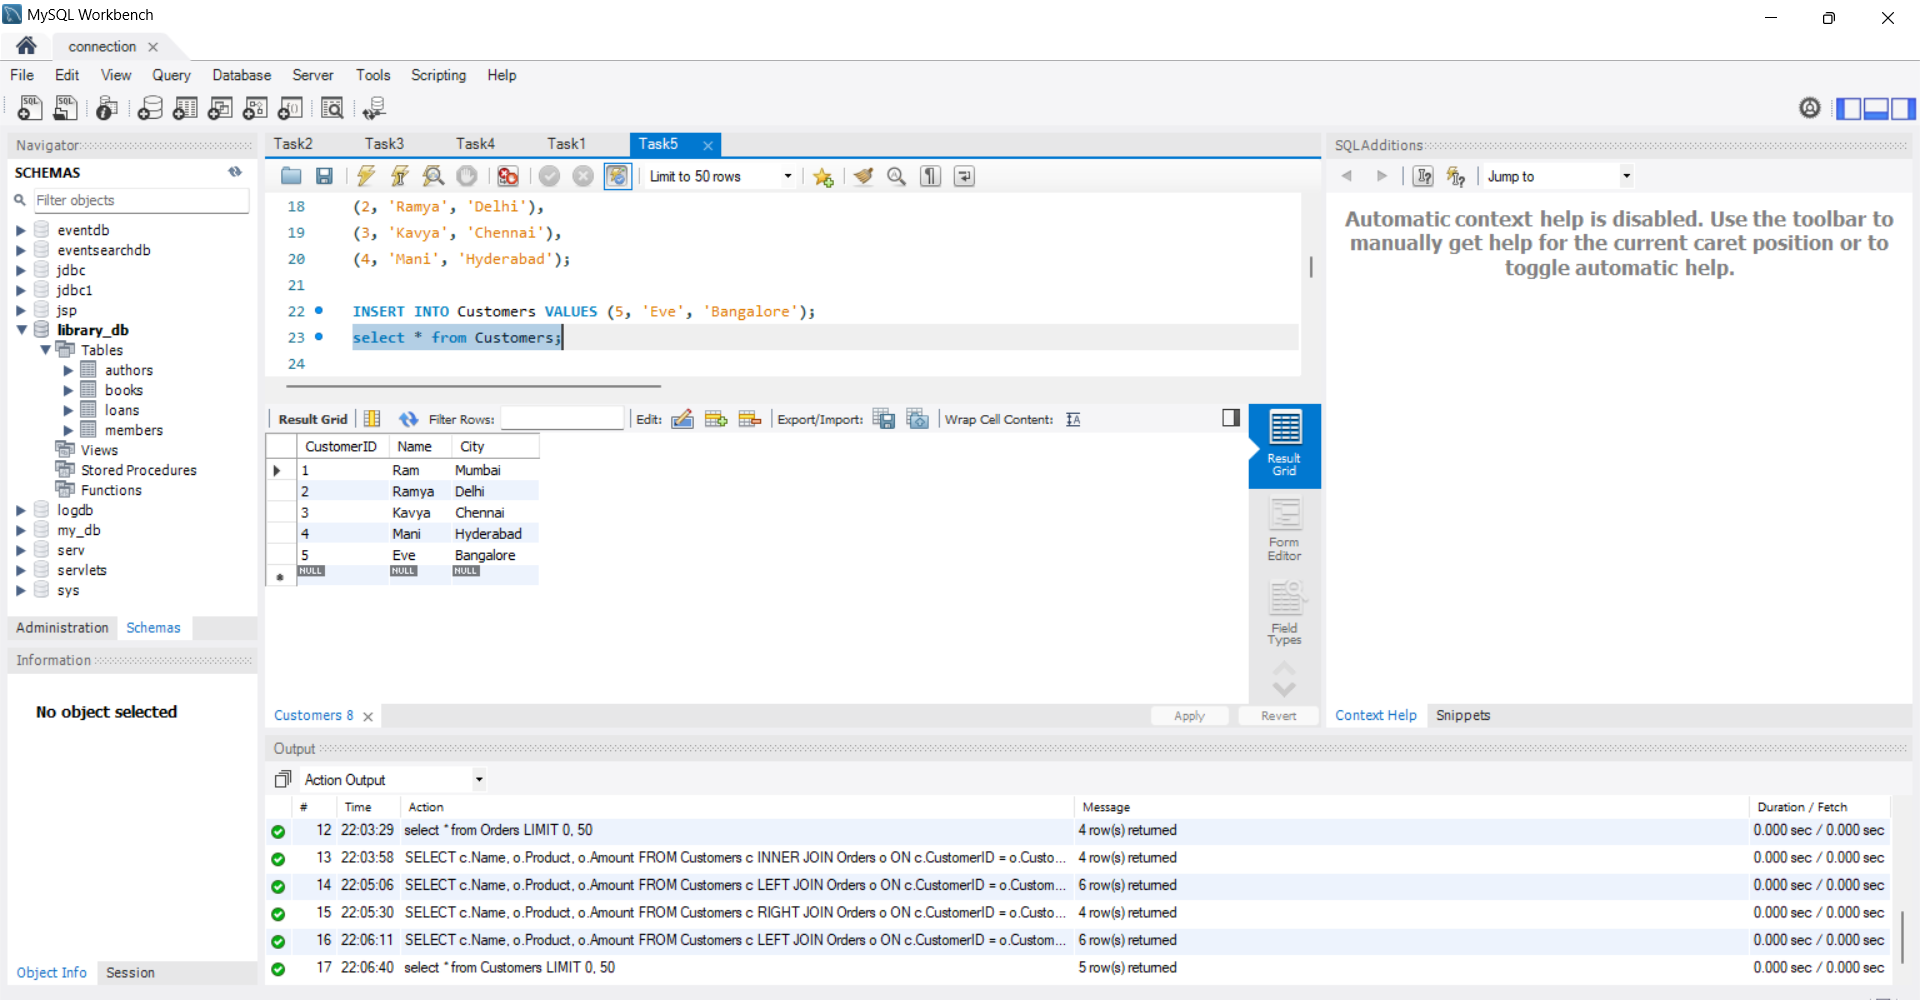 MySQL Workbench
connection
File Edit View Query Database Server Tools Scripting Help
Navigator
SCHEMAS
Filter objects
eventdb
eventsearchdb
jdbc
jdbc1
jsp
library_db
Tables
authors
books
loans
members
Views
Stored Procedures
Functions
logdb
my_db
serv
servlets
sys
Administration Schemas
Information
No object selected
Object Info Session
Task2 Task3 Task4 Task1 Task5
Limit to 50 rows
18 (2, 'Ramya', 'Delhi'),
19 (3, 'Kavya', 'Chennai'),
20 (4, 'Mani', 'Hyderabad');
21
22 INSERT INTO Customers VALUES (5, 'Eve', 'Bangalore');
23 select * from Customers;
24
Result Grid Filter Rows: Edit: Export/Import: Wrap Cell Content:
CustomerID Name City
1 Ram Mumbai
2 Ramya Delhi
3 Kavya Chennai
4 Mani Hyderabad
5 Eve Bangalore
NULL NULL NULL
Result
Grid
Form
Editor
Field
Types
Customers 8 Apply Revert
SQLAdditions
Jump to
Automatic context help is disabled. Use the toolbar to
manually get help for the current caret position or to
toggle automatic help.
Context Help Snippets
Output
Action Output
# Time Action Message Duration / Fetch
12 22:03:29 select * from Orders LIMIT 0, 50 4 row(s) returned 0.000 sec / 0.000 sec
13 22:03:58 SELECT c.Name, o.Product, o.Amount FROM Customers c INNER JOIN Orders o ON c.CustomerID = o.Custo... 4 row(s) returned 0.000 sec / 0.000 sec
14 22:05:06 SELECT c.Name, o.Product, o.Amount FROM Customers c LEFT JOIN Orders o ON c.CustomerID = o.Custom... 6 row(s) returned 0.000 sec / 0.000 sec
15 22:05:30 SELECT c.Name, o.Product, o.Amount FROM Customers c RIGHT JOIN Orders o ON c.CustomerID = o.Custo... 4 row(s) returned 0.000 sec / 0.000 sec
16 22:06:11 SELECT c.Name, o.Product, o.Amount FROM Customers c LEFT JOIN Orders o ON c.CustomerID = o.Custom... 6 row(s) returned 0.000 sec / 0.000 sec
17 22:06:40 select * from Customers LIMIT 0, 50 5 row(s) returned 0.000 sec / 0.000 sec